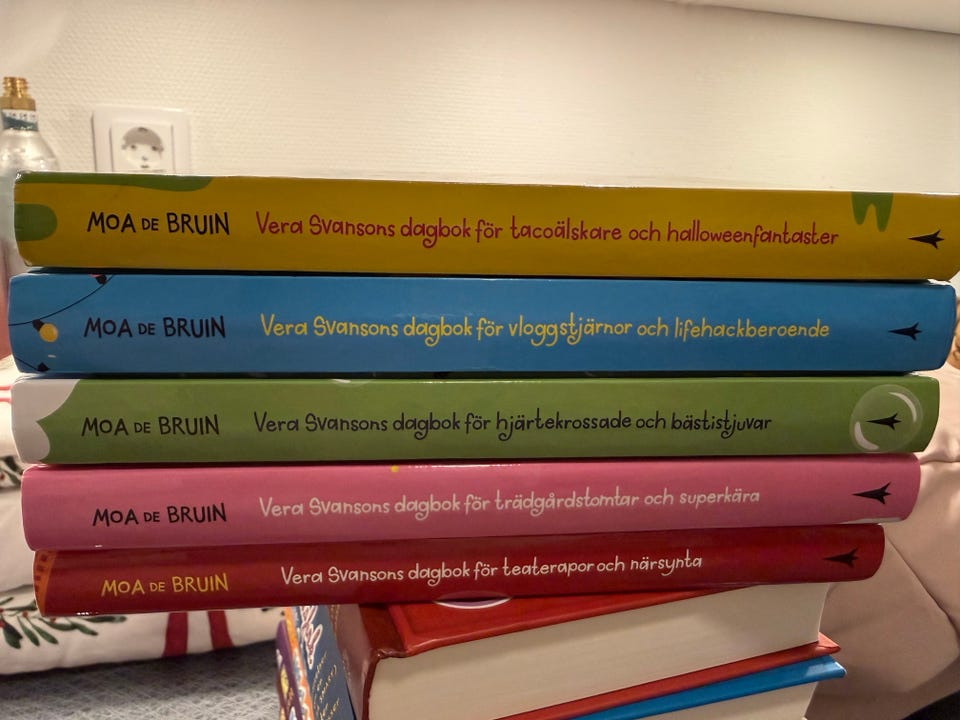 MOA DE BRUIN Vera Svansons dagbok för tacoälskare och halloweenfantaster
MOA DE BRUIN Vera Svansons dagbok för vloggstjärnor och lifehackberoende
MOA DE BRUIN Vera Svansons dagbok för hjärtekrossade och bästistjuvar
MOA DE BRUIN Vera Svansons dagbok för trädgårdstomtar och superkära
MOA DE BRUIN Vera Svansons dagbok för teaterapor och närsynta